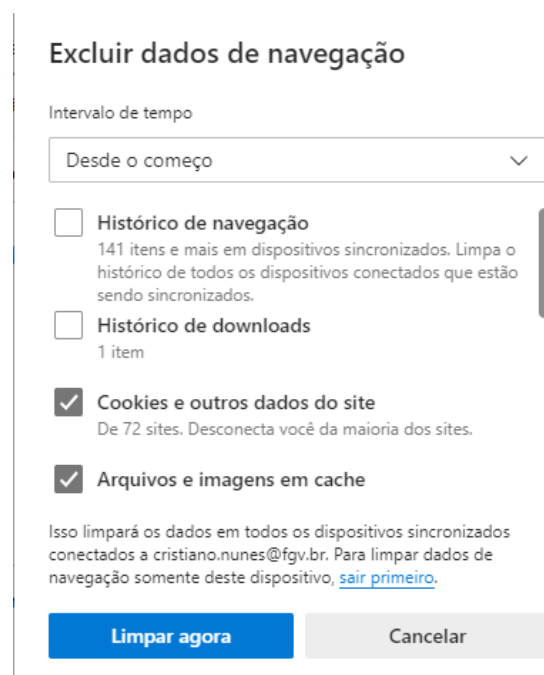 Excluir dados de navegação
Intervalo de tempo
Desde o começo
Histórico de navegação
141 itens e mais em dispositivos sincronizados. Limpa o
histórico de todos os dispositivos conectados que estão
sendo sincronizados.
Histórico de downloads
1 item
Cookies e outros dados do site
De 72 sites. Desconecta você da maioria dos sites.
Arquivos e imagens em cache
Isso limpará os dados em todos os dispositivos sincronizados
conectados a cristiano.nunes@fgv.br. Para limpar dados de
navegação somente deste dispositivo, sair primeiro.
Limpar agora
Cancelar